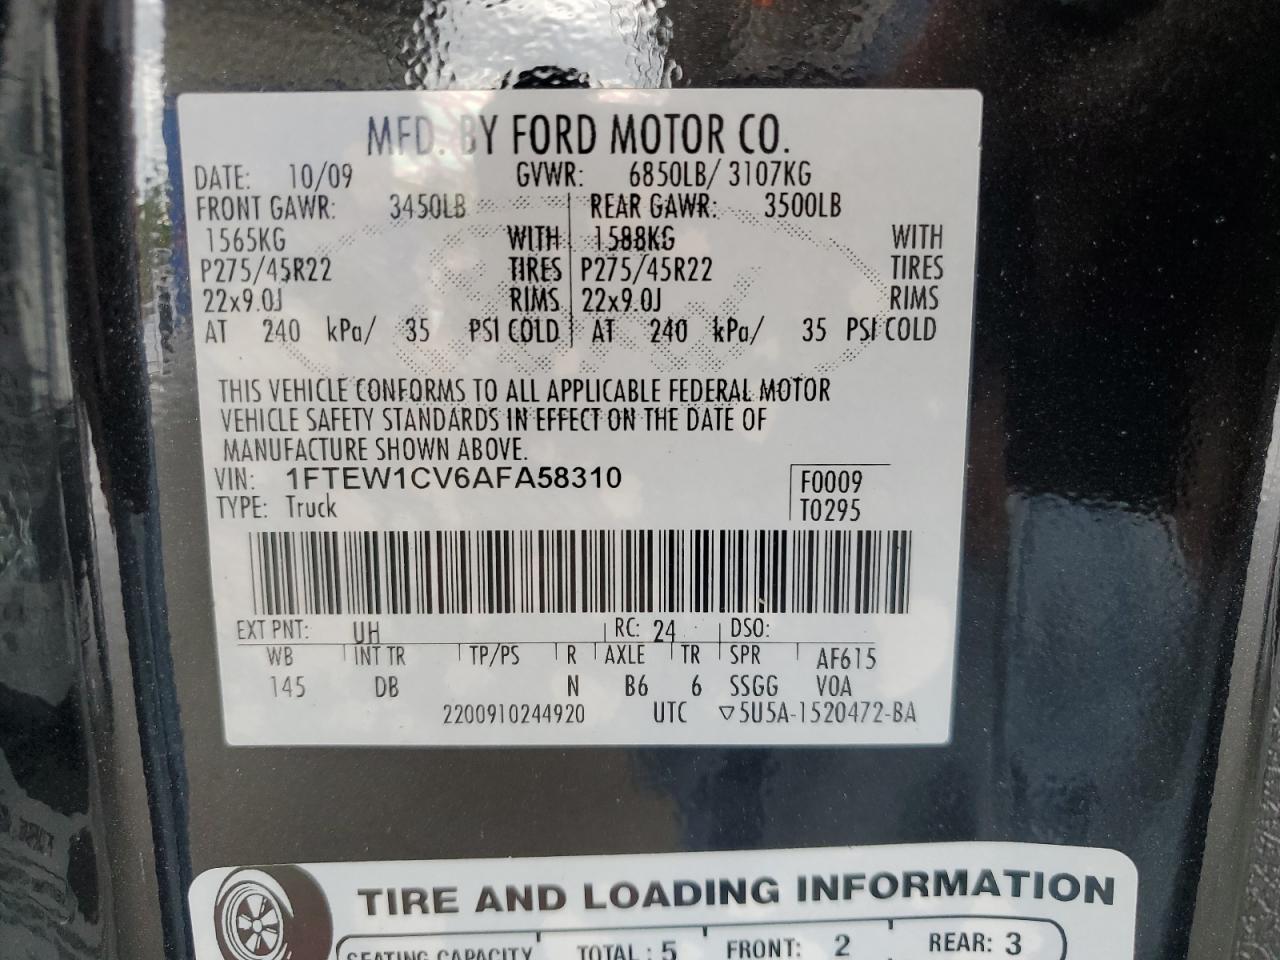 MFD. BY FORD MOTOR CO.
DATE: 10/09 GVWR: 6850LB/ 3107KG
FRONT GAWR: 3450LB REAR GAWR: 3500LB
1565KG WITH 1588KG WITH
P275/45R22 TIRES P275/45R22 TIRES
22x9.0J RIMS 22x9.0J RIMS
AT 240 kPa/ 35 PSI COLD AT 240 kPa/ 35 PSI COLD
THIS VEHICLE CONFORMS TO ALL APPLICABLE FEDERAL MOTOR
VEHICLE SAFETY STANDARDS IN EFFECT ON THE DATE OF
MANUFACTURE SHOWN ABOVE.
VIN: 1FTEW1CV6AFA58310 F0009
TYPE: Truck T0295
EXT PNT: UH RC: 24 DSO:
WB INT TR TP/PS R AXLE TR SPR AF615
145 DB N B6 6 SSGG VOA
2200910244920 UTC ▽5U5A-1520472-BA
TIRE AND LOADING INFORMATION
SEATING CAPACITY TOTAL: 5 FRONT: 2 REAR: 3